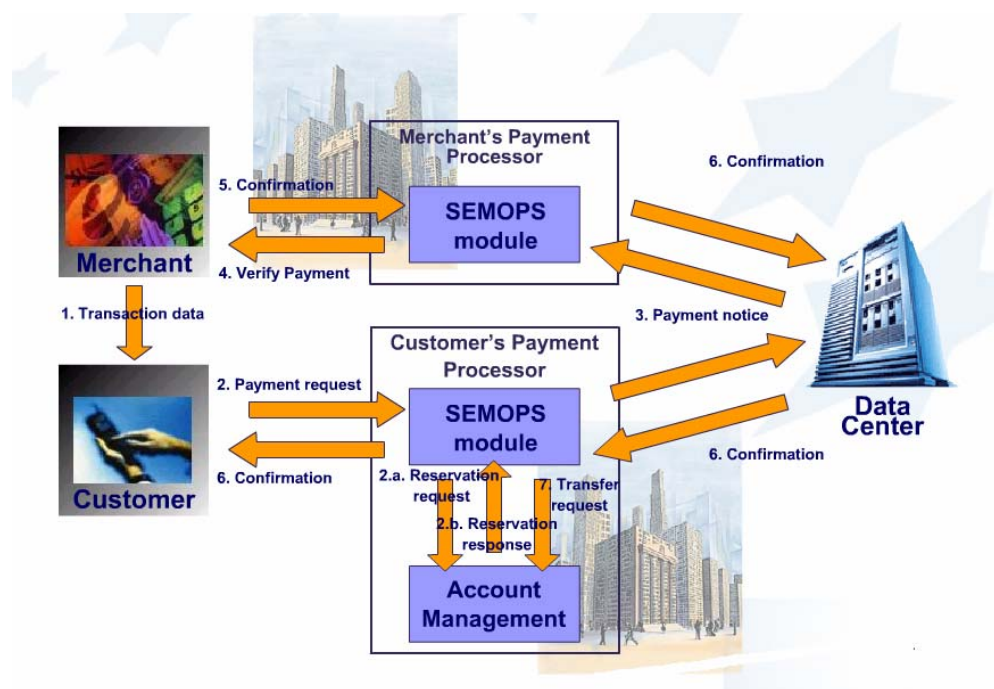 Merchant's Payment
Processor
6. Confirmation
5. Confirmation
SEMOPS
module
Merchant
4. Verify Payment
1. Transaction data
3. Payment notice
Customer's Payment
Processor
2. Payment request
SEMOPS
module
Data
Center
6. Confirmation
6. Confirmation
2.a. Reservation
request
7. Transfer
request
Customer
2.b. Reservation
response
Account
Management